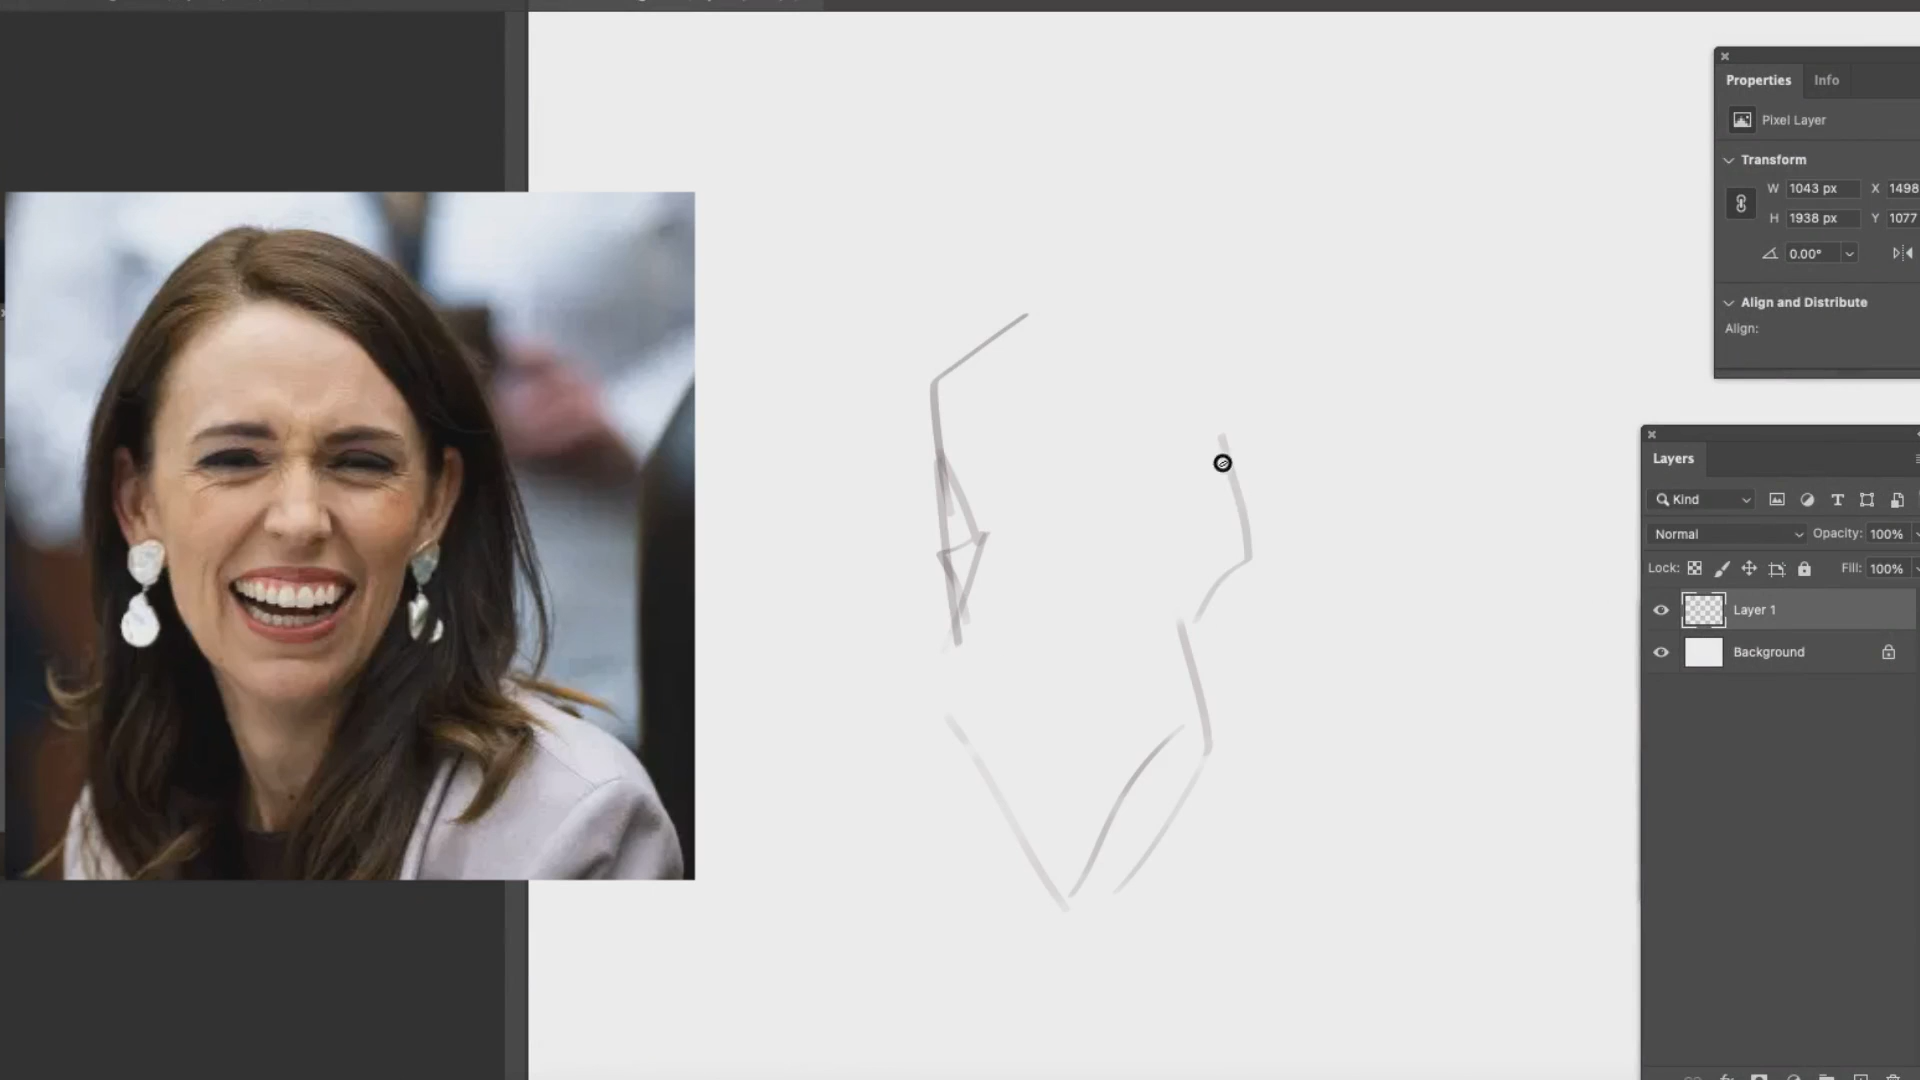 Properties Info
Pixel Layer
Transform
W 1043 px X 1498
H 1938 px Y 1077
0.00°
Align and Distribute
Align:
Layers
Kind
Normal Opacity: 100%
Lock: Fill: 100%
Layer 1
Background